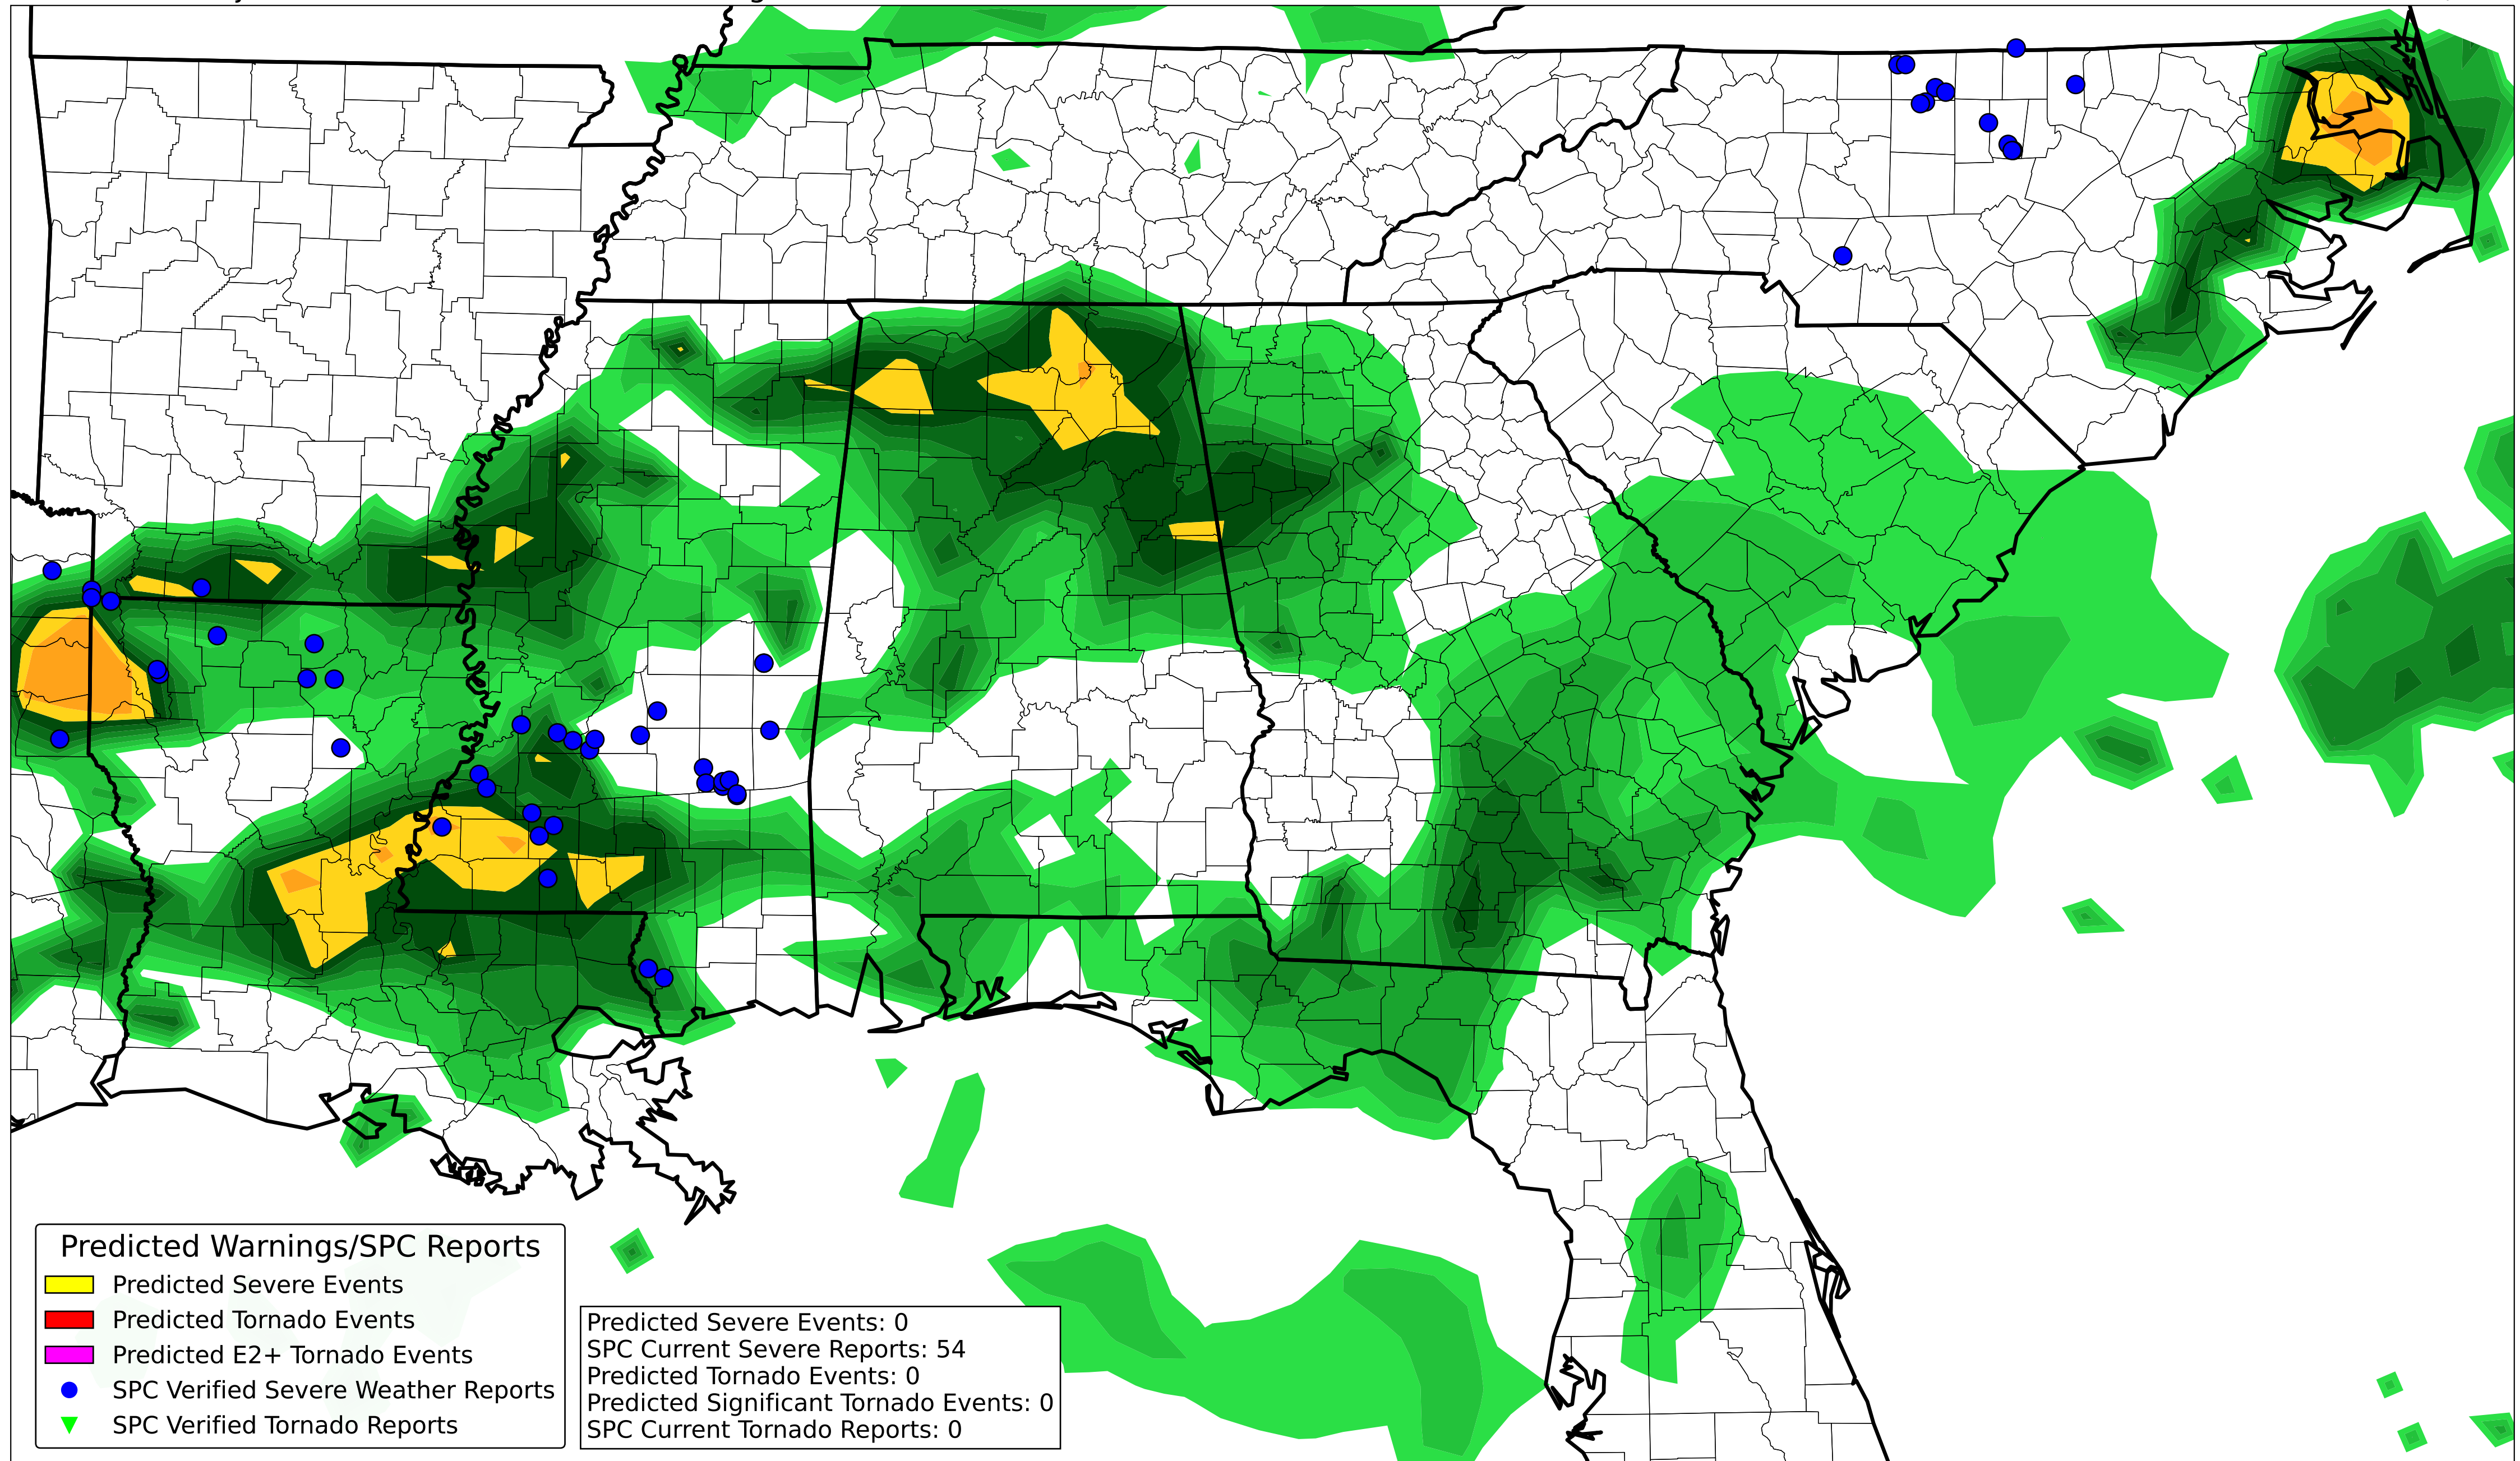 Predicted Warnings/SPC Reports
Predicted Severe Events
Predicted Tornado Events
Predicted E2+ Tornado Events
SPC Verified Severe Weather Reports
SPC Verified Tornado Reports
Predicted Severe Events: 0
SPC Current Severe Reports: 54
Predicted Tornado Events: 0
Predicted Significant Tornado Events: 0
SPC Current Tornado Reports: 0